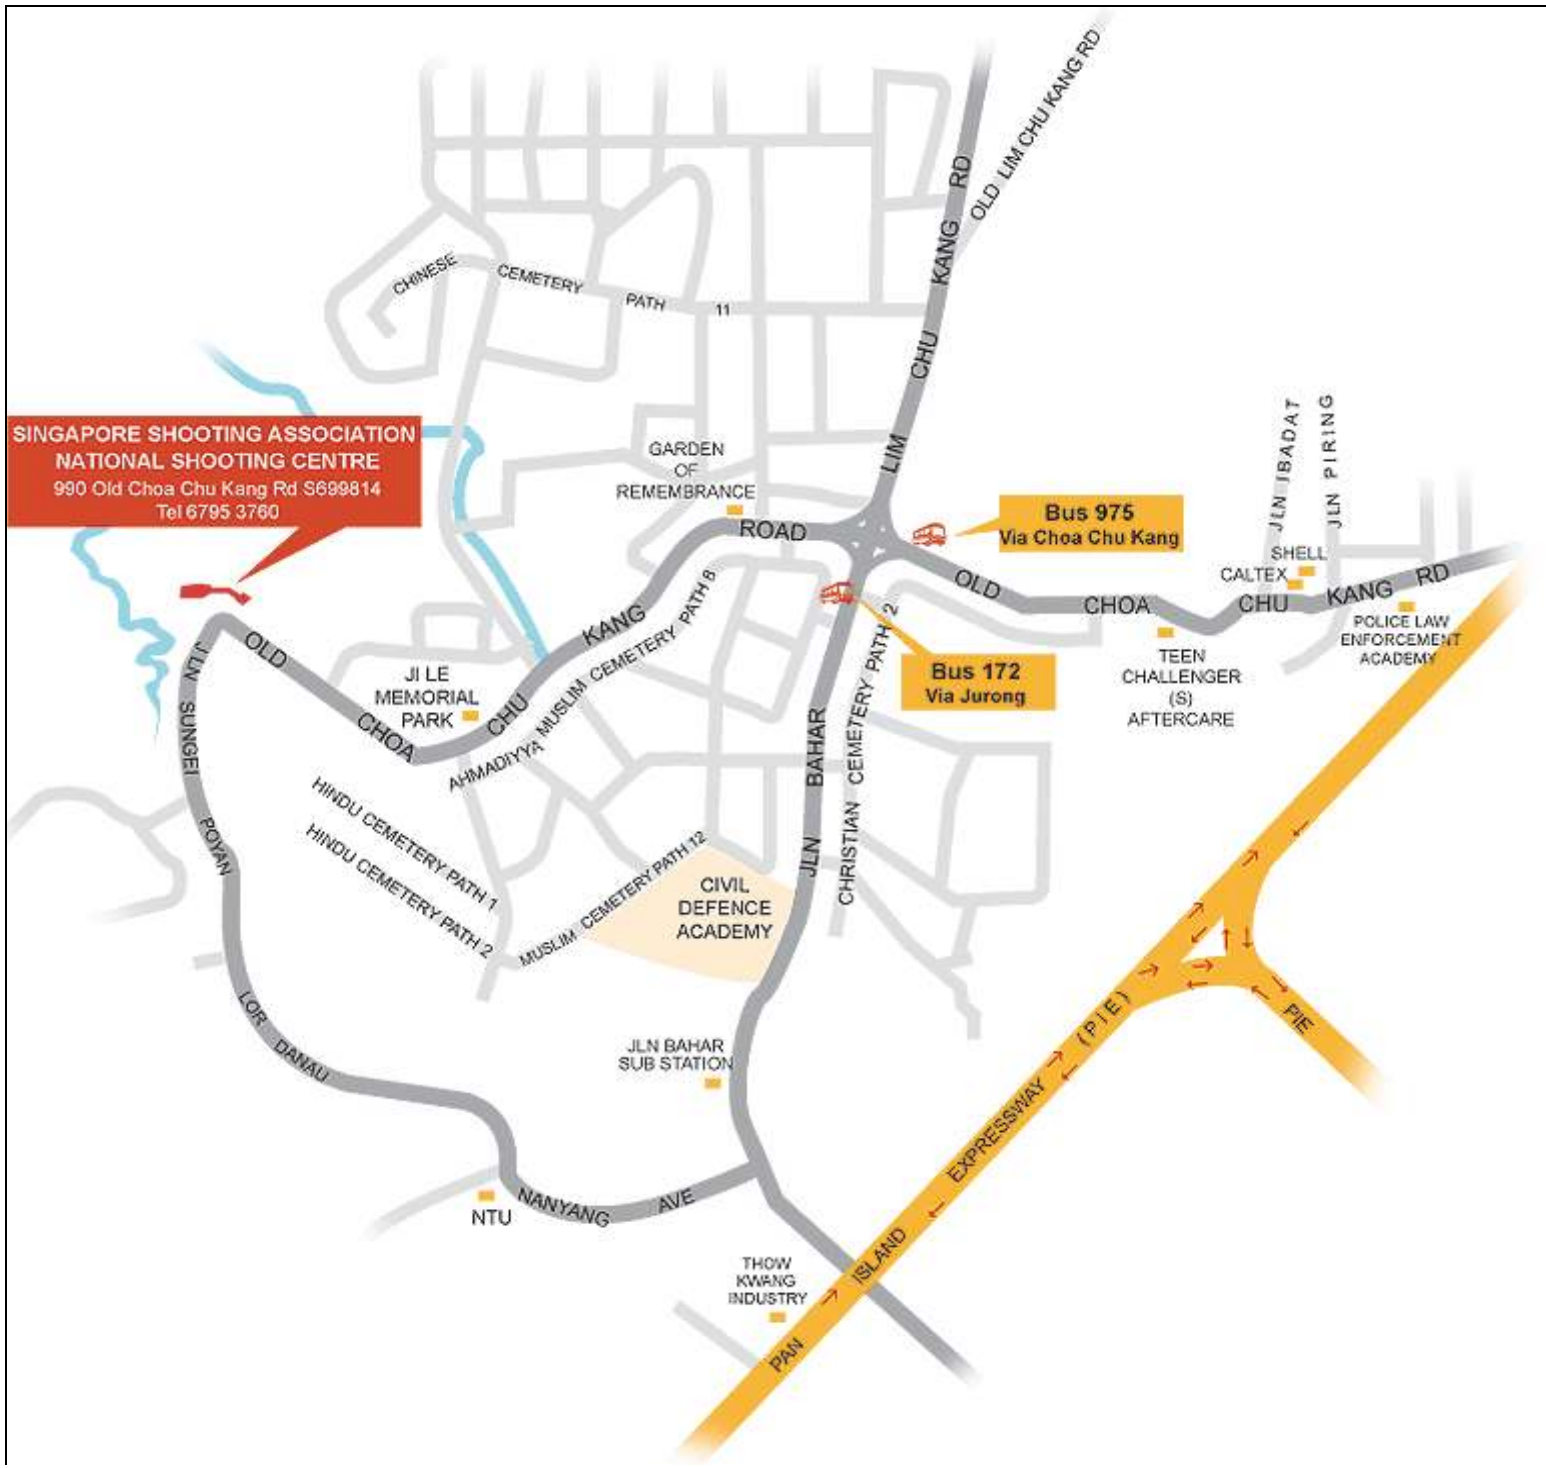 OLD LIM CHU KANG RD
LIM CHU KANG RD
CHINESE CEMETERY PATH 11
SINGAPORE SHOOTING ASSOCIATION
NATIONAL SHOOTING CENTRE
990 Old Choa Chu Kang Rd S699814
Tel 6795 3760
GARDEN
OF
REMEMBRANCE
Bus 975
Via Choa Chu Kang
JLN IBADAT
JLN PIRING
SHELL
CALTEX
OLD CHOA CHU KANG ROAD
OLD CHOA CHU KANG RD
POLICE LAW
ENFORCEMENT
ACADEMY
TEEN
CHALLENGER
(S)
AFTERCARE
Bus 172
Via Jurong
JI LE
MEMORIAL
PARK
AHMADIYYA MUSLIM CEMETERY PATH 8
JLN SUNGEI POYAN
HINDU CEMETERY PATH 1
HINDU CEMETERY PATH 2
MUSLIM CEMETERY PATH 12
CIVIL
DEFENCE
ACADEMY
JLN BAHAR
CHRISTIAN CEMETERY PATH 2
LOR DANAU
JLN BAHAR
SUB STATION
NTU
NANYANG AVE
THOW
KWANG
INDUSTRY
PAN ISLAND EXPRESSWAY (PIE)
PIE